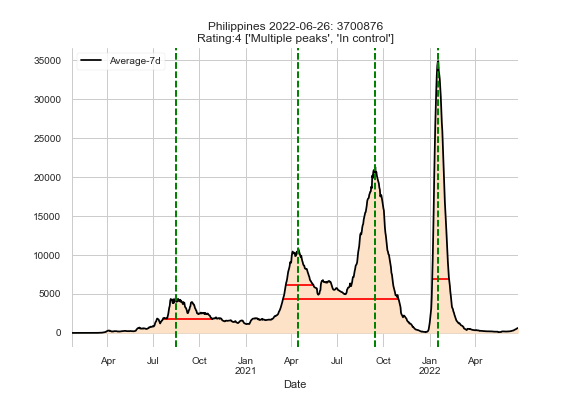 Philippines 2022-06-26: 3700876
Rating:4 ['Multiple peaks', 'In control']
Average-7d
35000
30000
25000
20000
15000
10000
5000
0
Apr Jul Oct Jan Apr Jul Oct Jan Apr
2021 2022
Date